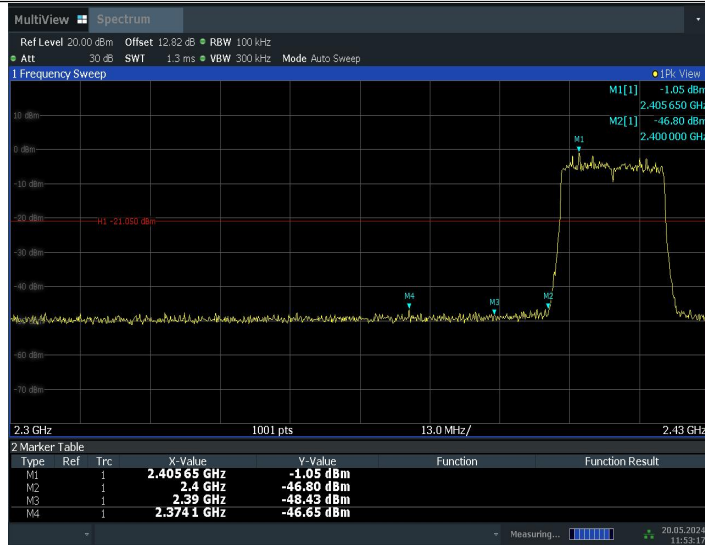 MultiView Spectrum
Ref Level 20.00 dBm Offset 12.82 dB RBW 100 kHz
Att 30 dB SWT 1.3 ms VBW 300 kHz Mode Auto Sweep
1 Frequency Sweep 1Pk View
M1[1] -1.05 dBm
2.405 650 GHz
M2[1] -46.80 dBm
2.400 000 GHz
10 dBm
M1
0 dBm
-10 dBm
-20 dBm
H1 -21.050 dBm
-30 dBm
-40 dBm
M4 M3 M2
-60 dBm
-70 dBm
2.3 GHz 1001 pts 13.0 MHz/ 2.43 GHz
2 Marker Table
Type Ref Trc X-Value Y-Value Function Function Result
M1 1 2.405 65 GHz -1.05 dBm
M2 1 2.4 GHz -46.80 dBm
M3 1 2.39 GHz -48.43 dBm
M4 1 2.374 1 GHz -46.65 dBm
Measuring... 20.05.2024
11:53:17